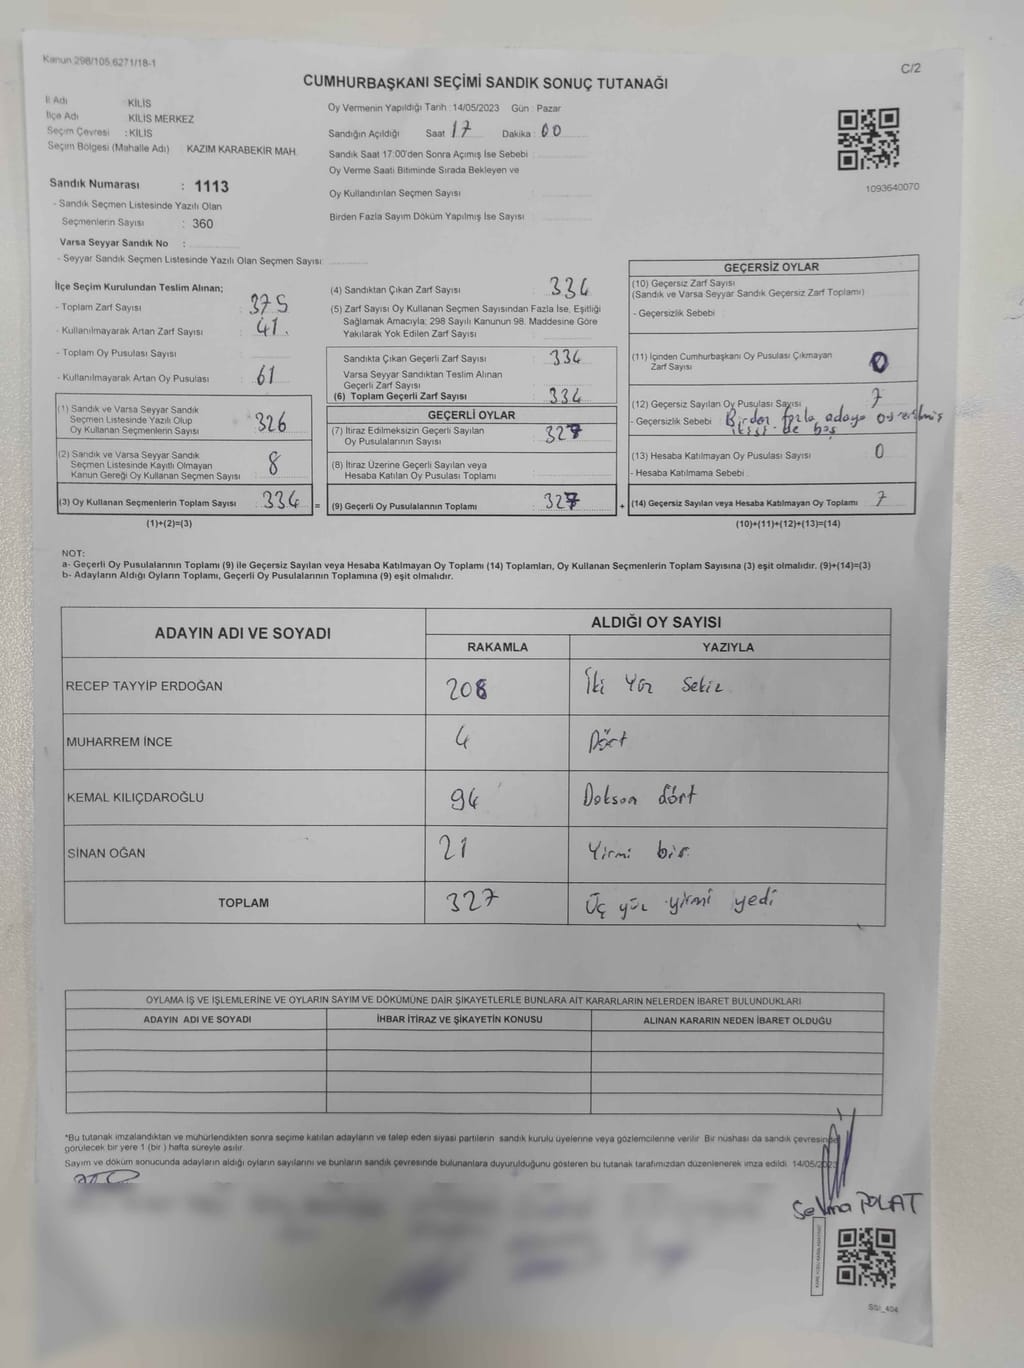 Kanun 298/105,6271/18-1
C/2
CUMHURBAŞKANI SEÇİMİ SANDIK SONUÇ TUTANAĞI
İl Adı KİLİS
İlçe Adı KİLİS MERKEZ
Seçim Çevresi : KİLİS
Seçim Bölgesi (Mahalle Adı) KAZIM KARABEKİR MAH.
Oy Vermenin Yapıldığı Tarih :14/05/2023 Gün : Pazar
Sandığın Açıldığı Saat 17 Dakika : 00
Sandık Saat 17:00'den Sonra Açımış İse Sebebi
Oy Verme Saati Bitiminde Sırada Bekleyen ve
Oy Kullandırılan Seçmen Sayısı
Birden Fazla Sayım Döküm Yapılmış İse Sayısı
1093640070
Sandık Numarası : 1113
- Sandık Seçmen Listesinde Yazılı Olan
Seçmenlerin Sayısı : 360
Varsa Seyyar Sandık No :
- Seyyar Sandık Seçmen Listesinde Yazılı Olan Seçmen Sayısı
İlçe Seçim Kurulundan Teslim Alınan;
- Toplam Zarf Sayısı 375
- Kullanılmayarak Artan Zarf Sayısı 41.
- Toplam Oy Pusulası Sayısı
- Kullanılmayarak Artan Oy Pusulası 61
(1) Sandık ve Varsa Seyyar Sandık
Seçmen Listesinde Yazılı Olup
Oy Kullanan Seçmenlerin Sayısı 326
(2) Sandık ve Varsa Seyyar Sandık
Seçmen Listesinde Kayıtlı Olmayan
Kanun Gereği Oy Kullanan Seçmen Sayısı 8
(3) Oy Kullanan Seçmenlerin Toplam Sayısı 334 =
(1)+(2)=(3)
(4) Sandıktan Çıkan Zarf Sayısı 334
(5) Zarf Sayısı Oy Kullanan Seçmen Sayısından Fazla İse, Eşitliği
Sağlamak Amacıyla; 298 Sayılı Kanunun 98. Maddesine Göre
Yakılarak Yok Edilen Zarf Sayısı
Sandıkta Çıkan Geçerli Zarf Sayısı 334
Varsa Seyyar Sandıktan Teslim Alınan
Geçerli Zarf Sayısı
(6) Toplam Geçerli Zarf Sayısı 334
GEÇERLİ OYLAR
(7) İtiraz Edilmeksizin Geçerli Sayılan
Oy Pusulalarının Sayısı 327
(8) İtiraz Üzerine Geçerli Sayılan veya
Hesaba Katılan Oy Pusulası Toplamı
(9) Geçerli Oy Pusulalarının Toplamı 327 +
GEÇERSİZ OYLAR
(10) Geçersiz Zarf Sayısı
(Sandık ve Varsa Seyyar Sandık Geçersiz Zarf Toplamı)
- Geçersizlik Sebebi
(11) İçinden Cumhurbaşkanı Oy Pusulası Çıkmayan
Zarf Sayısı 0
(12) Geçersiz Sayılan Oy Pusulası Sayısı 7
- Geçersizlik Sebebi Birden fazla adaya oy verilmiş
ikisi de boş
(13) Hesaba Katılmayan Oy Pusulası Sayısı 0
- Hesaba Katılmama Sebebi
(14) Geçersiz Sayılan veya Hesaba Katılmayan Oy Toplamı 7
(10)+(11)+(12)+(13)=(14)
NOT:
a- Geçerli Oy Pusulalarının Toplamı (9) ile Geçersiz Sayılan veya Hesaba Katılmayan Oy Toplamı (14) Toplamları, Oy Kullanan Seçmenlerin Toplam Sayısına (3) eşit olmalıdır. (9)+(14)=(3)
b- Adayların Aldığı Oyların Toplamı, Geçerli Oy Pusulalarının Toplamına (9) eşit olmalıdır.
ADAYIN ADI VE SOYADI
ALDIĞI OY SAYISI
RAKAMLA YAZIYLA
RECEP TAYYİP ERDOĞAN 208 İki Yüz Sekiz
MUHARREM İNCE 4 Dört
KEMAL KILIÇDAROĞLU 94 Doksan dört
SİNAN OĞAN 21 Yirmi bir.
TOPLAM 327 Üç yüz yirmi yedi
OYLAMA İŞ VE İŞLEMLERİNE VE OYLARIN SAYIM VE DÖKÜMÜNE DAİR ŞİKAYETLERLE BUNLARA AİT KARARLARIN NELERDEN İBARET BULUNDUKLARI
ADAYIN ADI VE SOYADI İHBAR İTİRAZ VE ŞİKAYETİN KONUSU ALINAN KARARIN NEDEN İBARET OLDUĞU
*Bu tutanak imzalandıktan ve mühürlendikten sonra seçime katılan adayların ve talep eden siyasi partilerin sandık kurulu üyelerine veya gözlemcilerine verilir. Bir nüshası da sandık çevresinde
görülecek bir yere 1 (bir) hafta süreyle asılır.
Sayım ve döküm sonucunda adayların aldığı oyların sayılarını ve bunların sandık çevresinde bulunanlara duyurulduğunu gösteren bu tutanak tarafımızdan düzenlenerek imza edildi. 14/05/2023
Selma POLAT
SSI_404